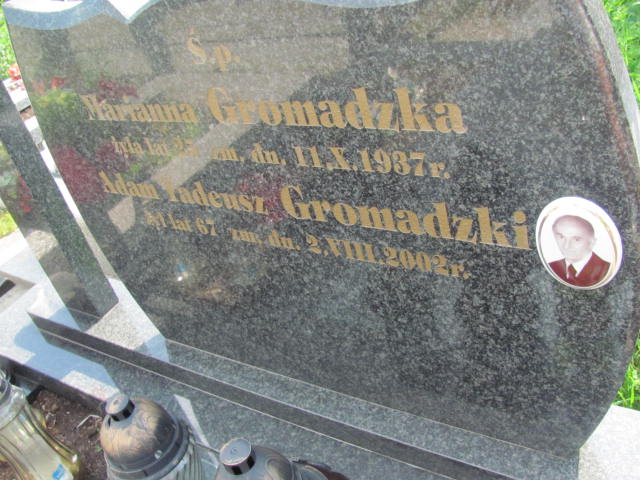 Ś.p.
Marianna Gromadzka
żyła lat 25 zm. dn. 11.X.1937r.
Adam Tadeusz Gromadzki
żył lat 67 zm. dn. 2.VIII.2002r.